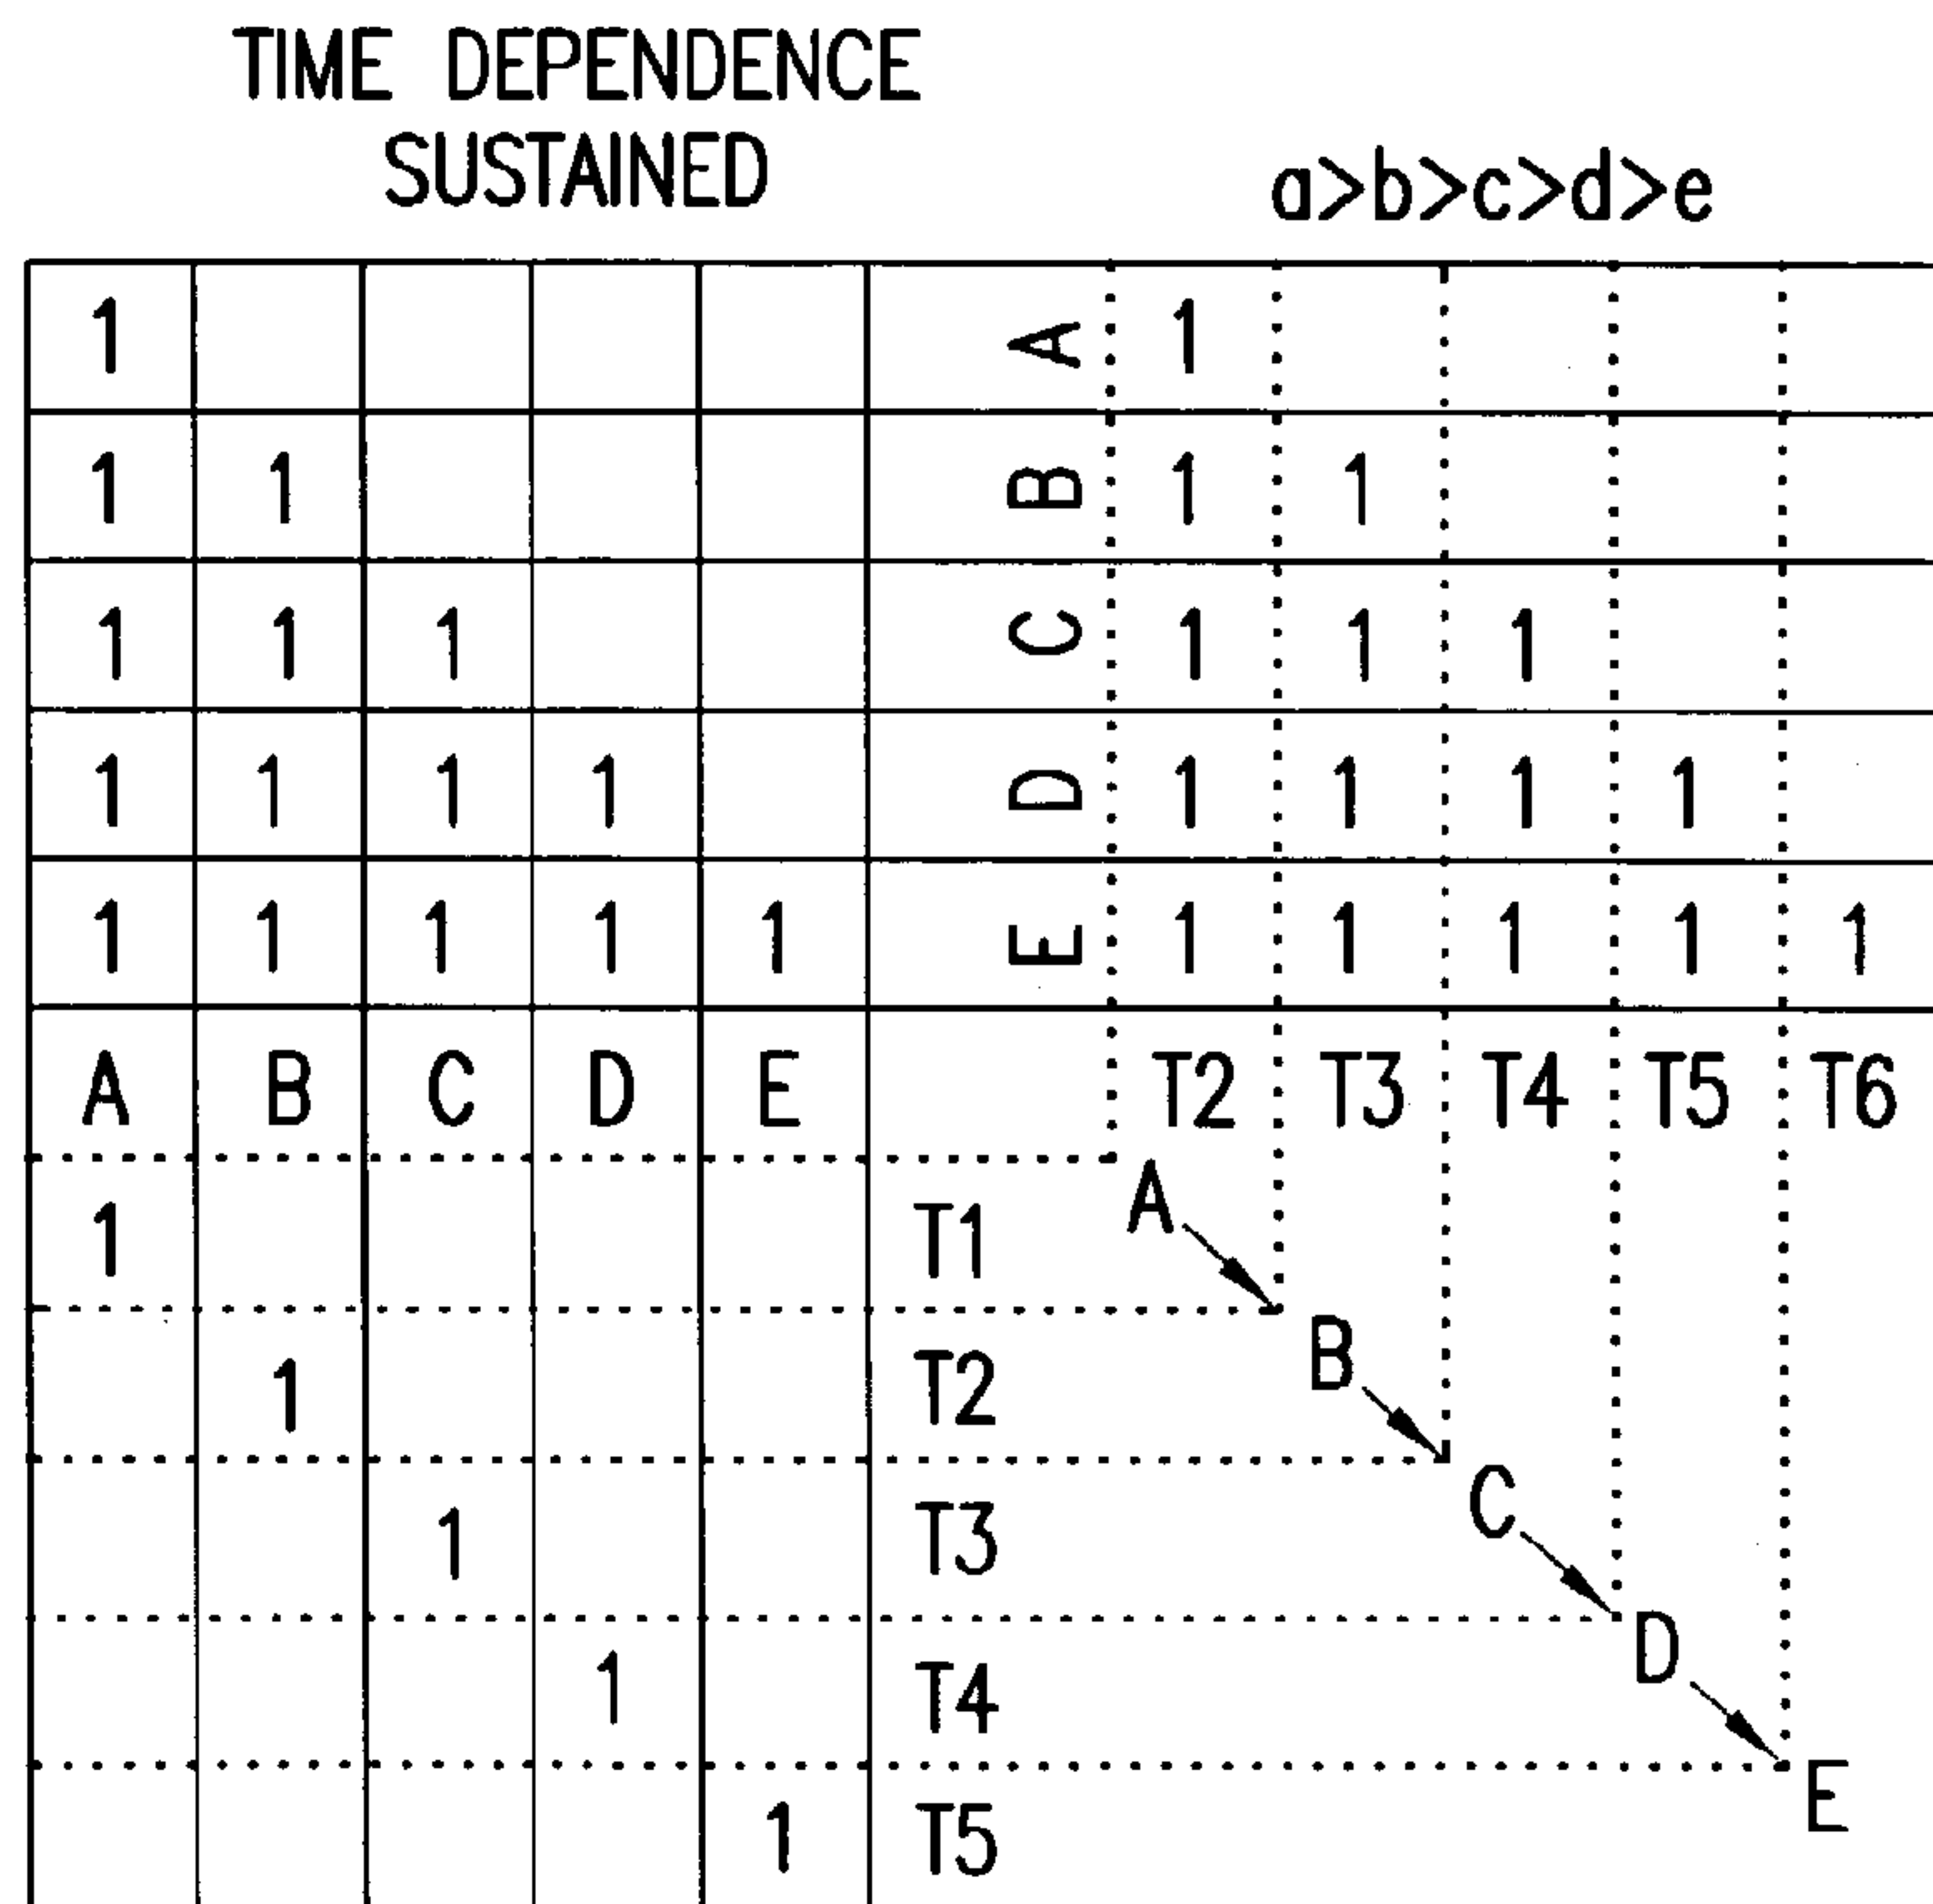 TIME DEPENDENCE
SUSTAINED
a>b>c>d>e
1 A 1
1 1 B 1 1
1 1 1 C 1 1 1
1 1 1 1 D 1 1 1 1
1 1 1 1 1 E 1 1 1 1 1
A B C D E T2 T3 T4 T5 T6
1 T1 A
1 T2 B
1 T3 C
1 T4 D
1 T5 E